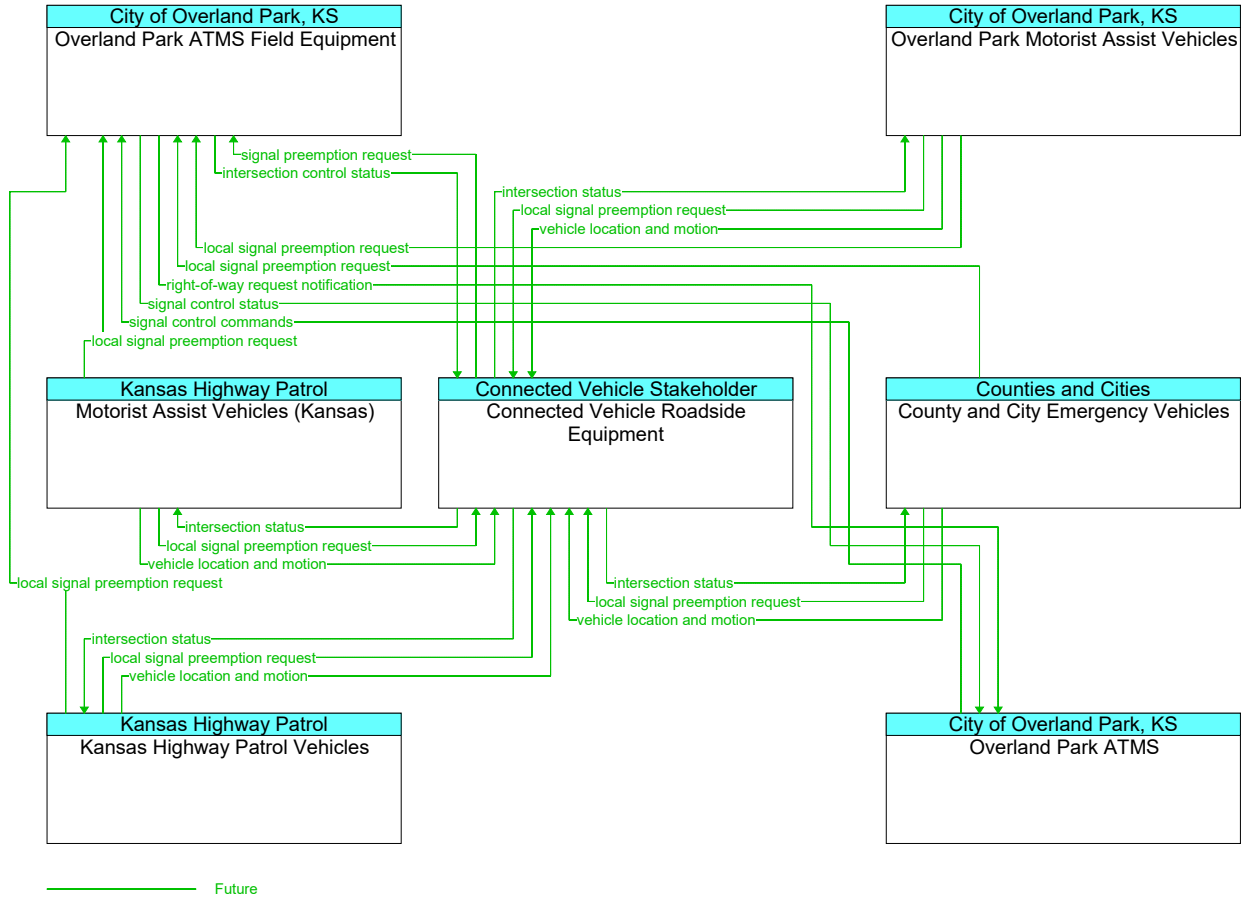 City of Overland Park, KS
Overland Park ATMS Field Equipment
City of Overland Park, KS
Overland Park Motorist Assist Vehicles
signal preemption request
intersection control status
intersection status
local signal preemption request
vehicle location and motion
local signal preemption request
local signal preemption request
right-of-way request notification
signal control status
signal control commands
local signal preemption request
Kansas Highway Patrol
Motorist Assist Vehicles (Kansas)
Connected Vehicle Stakeholder
Connected Vehicle Roadside
Equipment
Counties and Cities
County and City Emergency Vehicles
intersection status
local signal preemption request
vehicle location and motion
local signal preemption request
intersection status
local signal preemption request
vehicle location and motion
intersection status
local signal preemption request
vehicle location and motion
Kansas Highway Patrol
Kansas Highway Patrol Vehicles
City of Overland Park, KS
Overland Park ATMS
Future